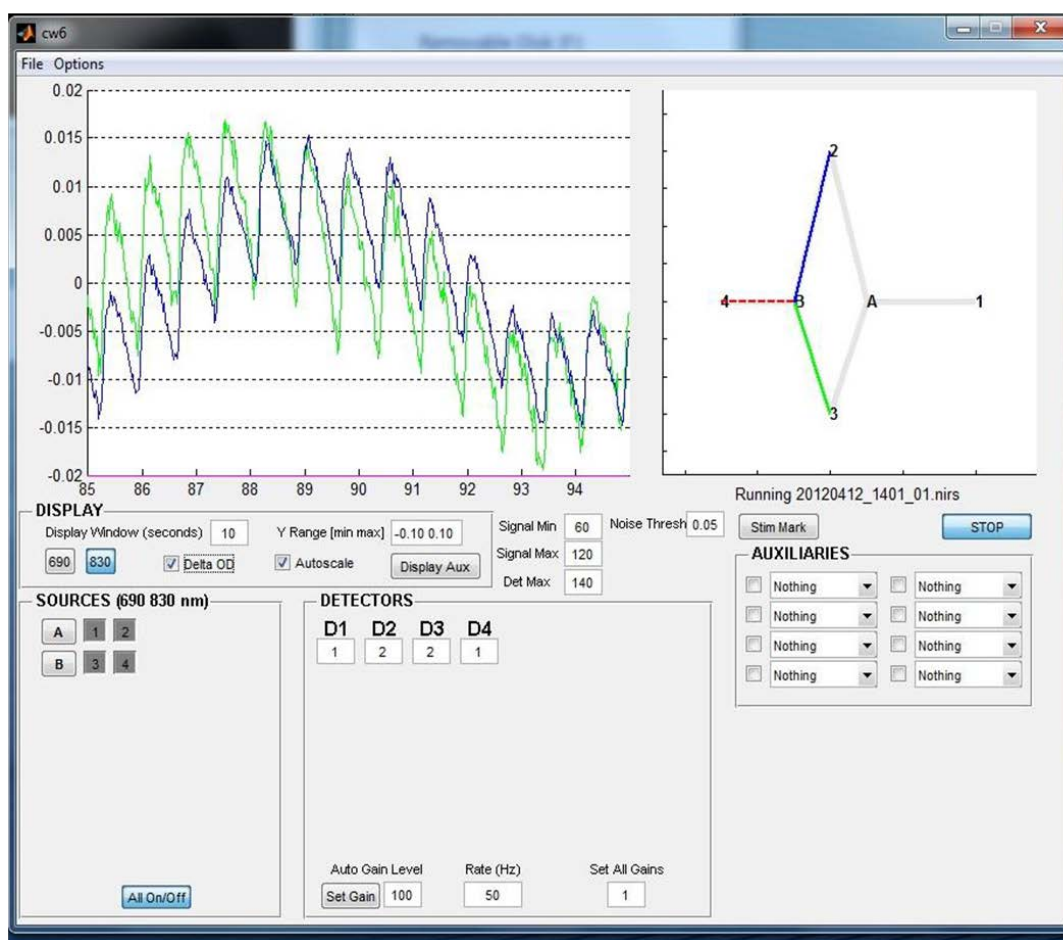 cw6
File Options
0.02
0.015
0.01
0.005
0
-0.005
-0.01
-0.015
-0.02
85 86 87 88 89 90 91 92 93 94
2
4 B A 1
3
Running 20120412_1401_01.nirs
DISPLAY
Display Window (seconds) 10 Y Range [min max] -0.10 0.10
690 830 Delta OD Autoscale Display Aux
Signal Min 60 Noise Thresh 0.05
Signal Max 120
Det Max 140
Stim Mark STOP
AUXILIARIES
Nothing Nothing
Nothing Nothing
Nothing Nothing
Nothing Nothing
SOURCES (690 830 nm)
A 1 2
B 3 4
All On/Off
DETECTORS
D1 D2 D3 D4
1 2 2 1
Auto Gain Level Rate (Hz) Set All Gains
Set Gain 100 50 1